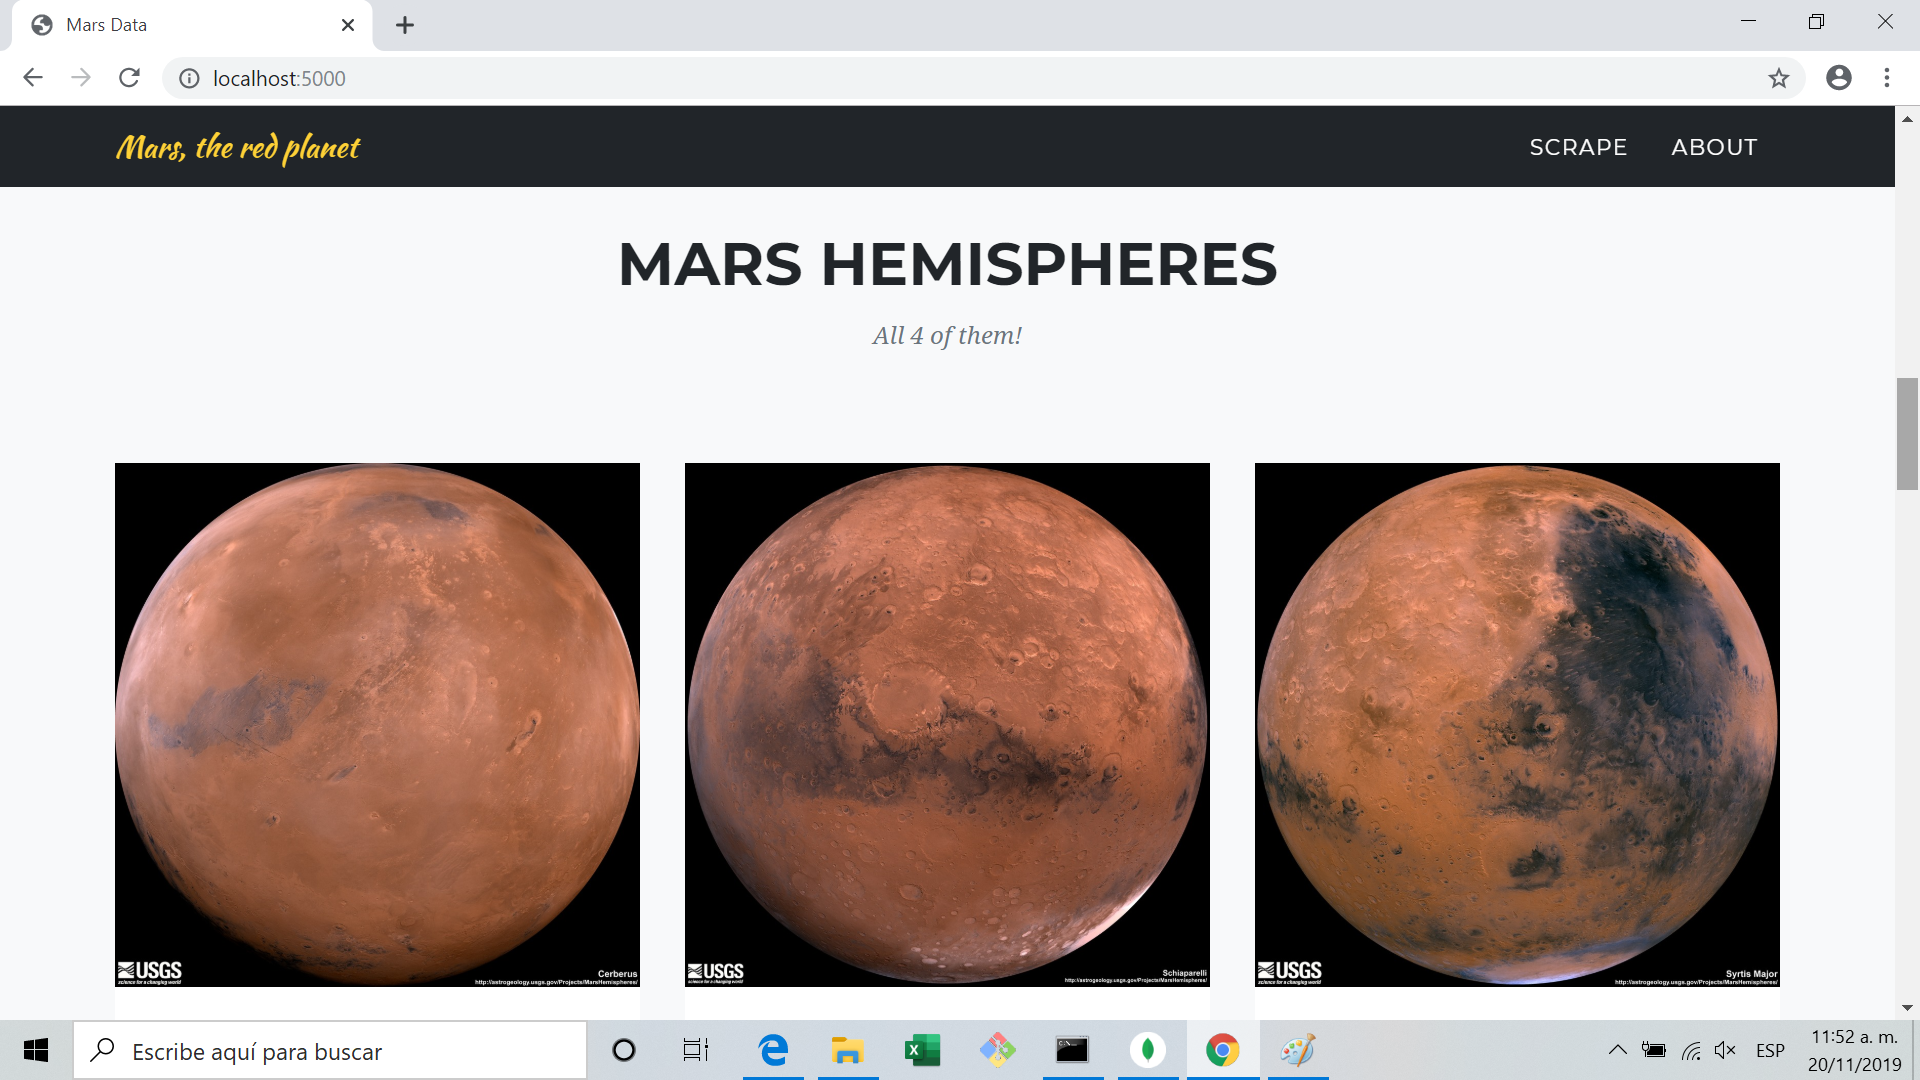 Mars Data
localhost:5000
Mars, the red planet
SCRAPE
ABOUT
MARS HEMISPHERES
All 4 of them!
USGS
science for a changing world
Cerberus
http://astrogeology.usgs.gov/Projects/MarsHemispheres/
USGS
science for a changing world
Schiaparelli
http://astrogeology.usgs.gov/Projects/MarsHemispheres/
USGS
science for a changing world
Syrtis Major
http://astrogeology.usgs.gov/Projects/MarsHemispheres/
Escribe aquí para buscar
ESP
11:52 a. m.
20/11/2019